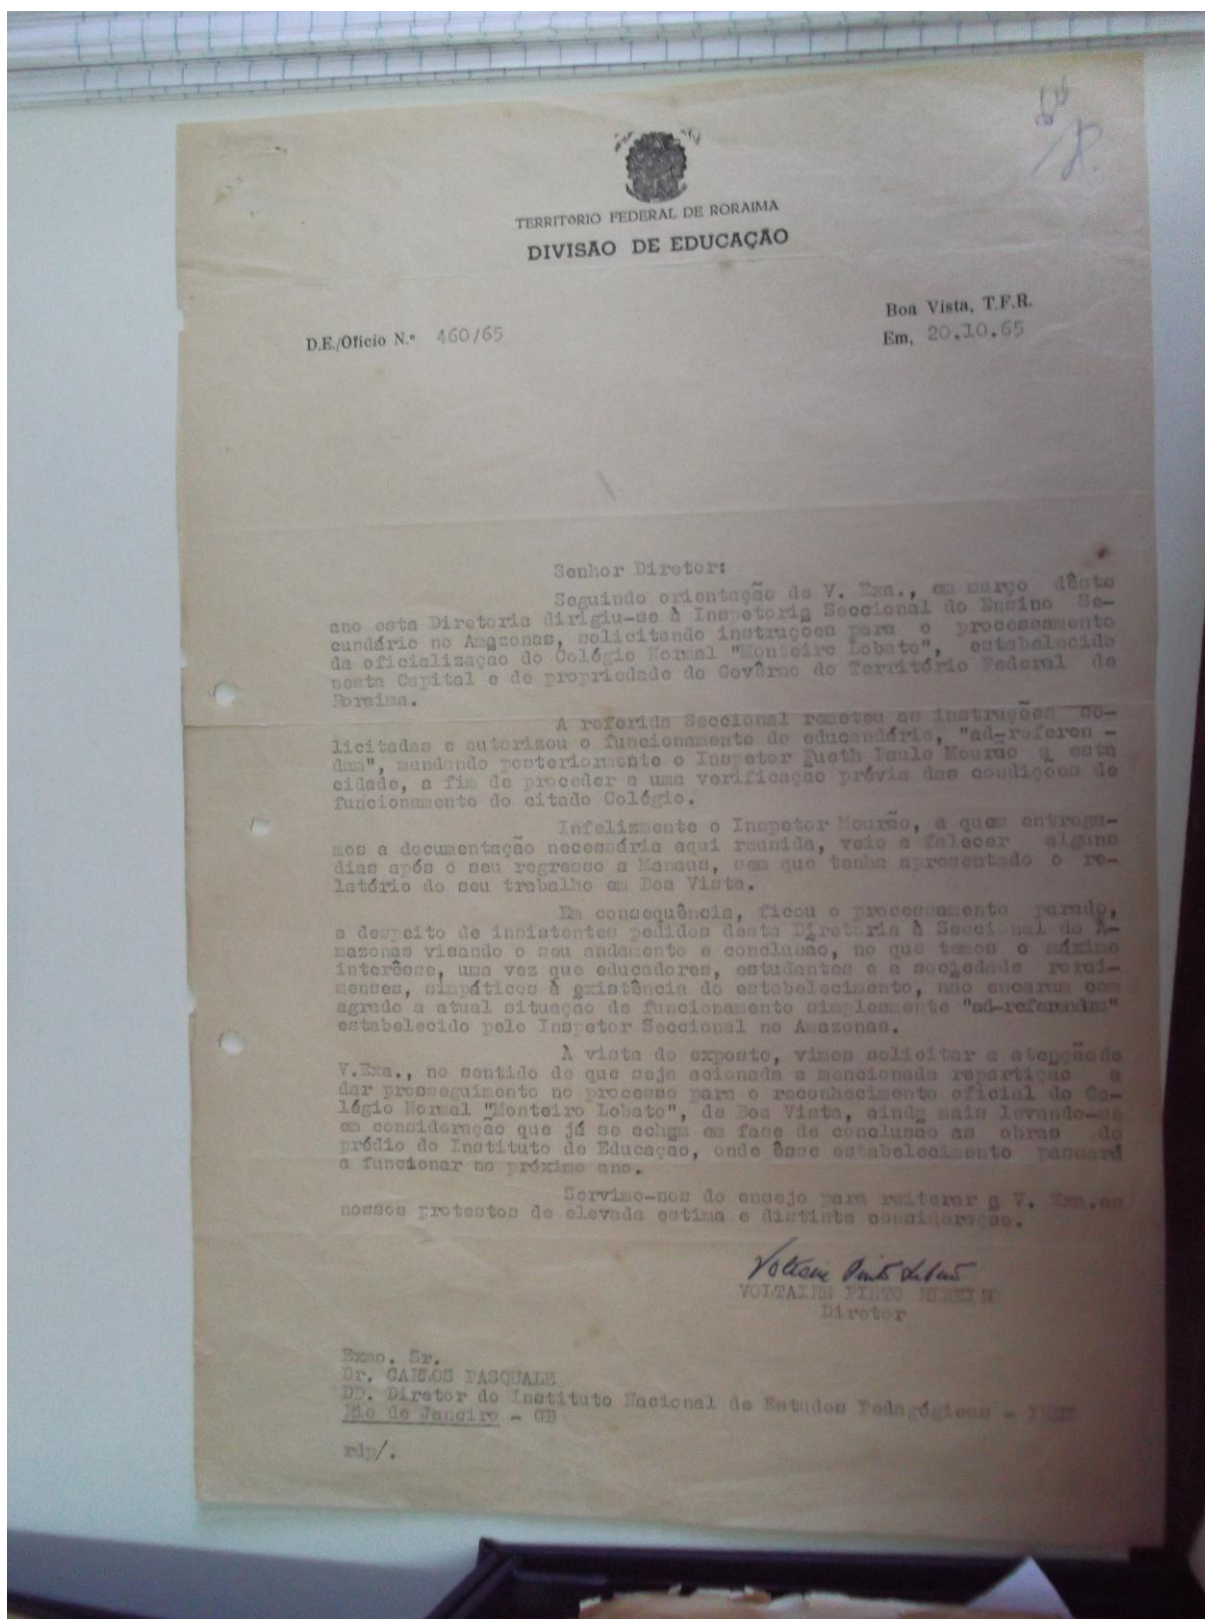 TERRITÓRIO FEDERAL DE RORAIMA
DIVISÃO DE EDUCAÇÃO
Boa Vista, T.F.R.
D.E./Ofício N.º 460/65
Em, 20.10.65
Senhor Diretor:
Seguindo orientação de V. Exa., em março dêste
ano esta Diretoria dirigiu-se à Inspetoria Seccional do Ensino Se-
cundário no Amazonas, solicitando instruções para o processamento
da oficialização do Colégio Normal "Monteiro Lobato", estabelecido
nesta Capital e de propriedade do Govêrno do Território Federal de
Roraima.
A referida Seccional remeteu as instruções so-
licitadas e autorizou o funcionamento do educandário, "ad-referen -
dum", mandando posteriormente o Inspetor Paulo Mourão a esta
cidade, a fim de proceder a uma verificação prévia das condições de
funcionamento do citado Colégio.
Infelizmente o Inspetor Mourão, a quem entrega-
mos a documentação necessária aqui reunida, veio a falecer alguns
dias após o seu regresso a Manaus, sem que tenha apresentado o re-
latório do seu trabalho em Boa Vista.
Em consequência, ficou o processamento parado,
a despeito de insistentes pedidos desta Diretoria à Seccional do A-
mazonas visando o seu andamento e conclusão, no que temos o máximo
interêsse, uma vez que educadores, estudantes e a sociedade rorai-
menses, simpáticos à existência do estabelecimento, não encaram com
agrado a atual situação de funcionamento simplesmente "ad-referendum"
estabelecido pelo Inspetor Seccional no Amazonas.
À vista do exposto, vimos solicitar a atenção de
V.Exa., no sentido de que seja acionada a mencionada repartição a
dar prosseguimento no processo para o reconhecimento oficial do Co-
légio Normal "Monteiro Lobato", de Boa Vista, ainda mais levando-se
em consideração que já se acham em fase de conclusão as obras do
prédio do Instituto de Educação, onde êsse estabelecimento passará
a funcionar no próximo ano.
Servimo-nos do ensejo para reiterar a V. Exa. os
nossos protestos de elevada estima e distinta consideração.
VOLTAIRE PINTO RIBEIRO
Diretor
Exmo. Sr.
Dr. CARLOS PASQUALE
DD. Diretor do Instituto Nacional de Estudos Pedagógicos - INEP
Rio de Janeiro - GB
rdp/.